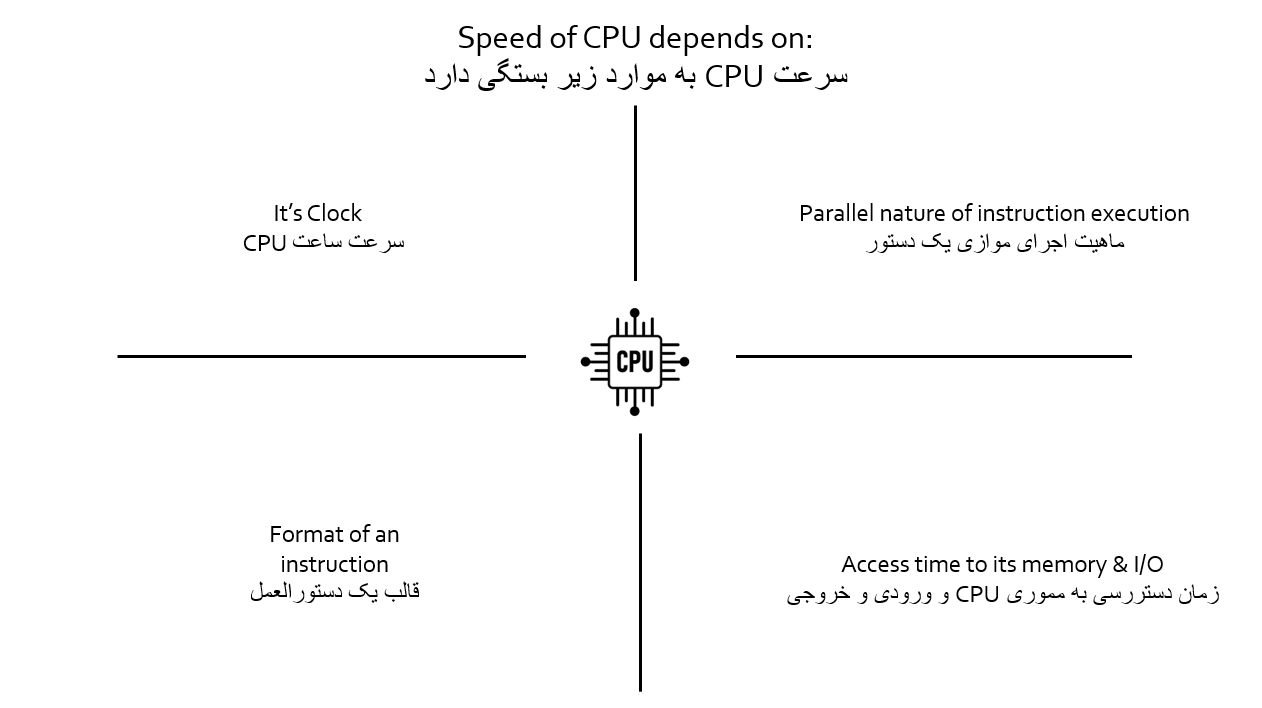 Speed of CPU depends on:
سرعت CPU به موارد زیر بستگی دارد
It’s Clock
سرعت ساعت CPU
Parallel nature of instruction execution
ماهیت اجرای موازی یک دستور
CPU
Format of an
instruction
قالب یک دستورالعمل
Access time to its memory & I/O
زمان دستررسی به مموری CPU و ورودی و خروجی